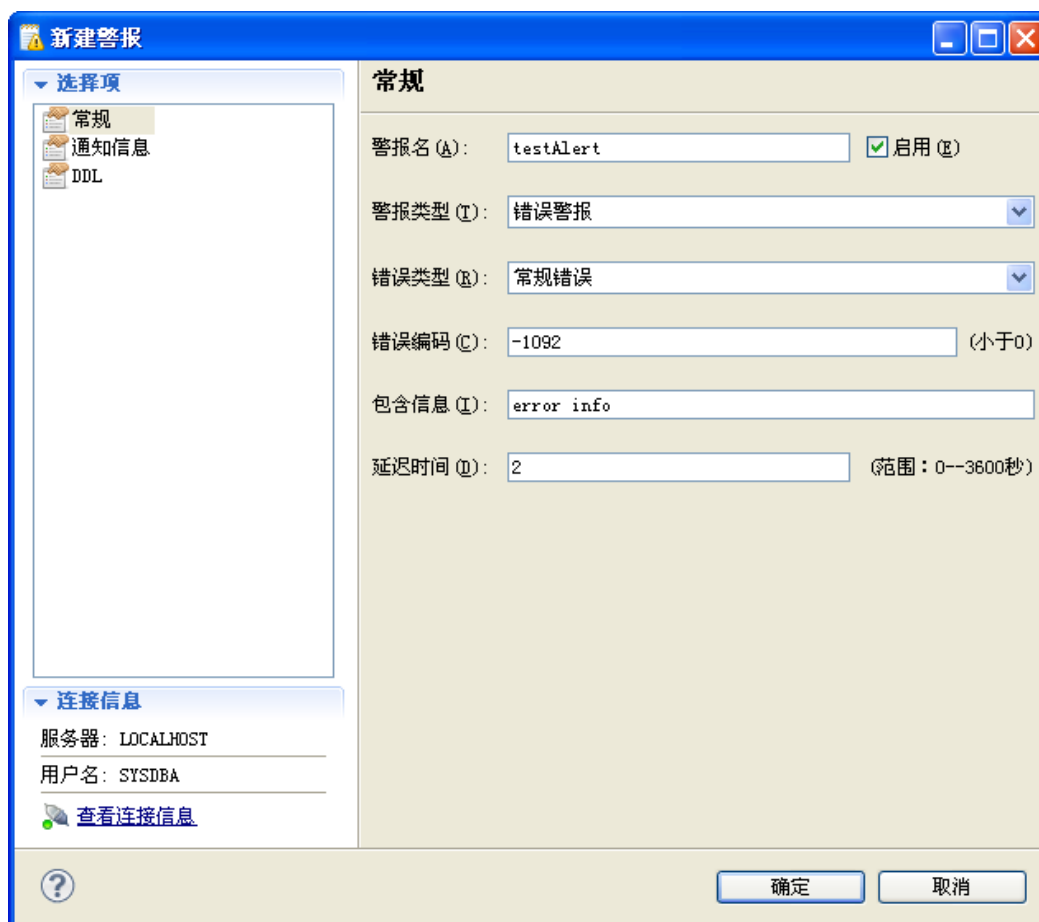 新建警报
选择项
常规
通知信息
DDL
连接信息
服务器: LOCALHOST
用户名: SYSDBA
查看连接信息
常规
警报名(A): testAlert 启用(E)
警报类型(T): 错误警报
错误类型(R): 常规错误
错误编码(C): -1092 (小于0)
包含信息(I): error info
延迟时间(D): 2 (范围：0--3600秒)
?
确定 取消